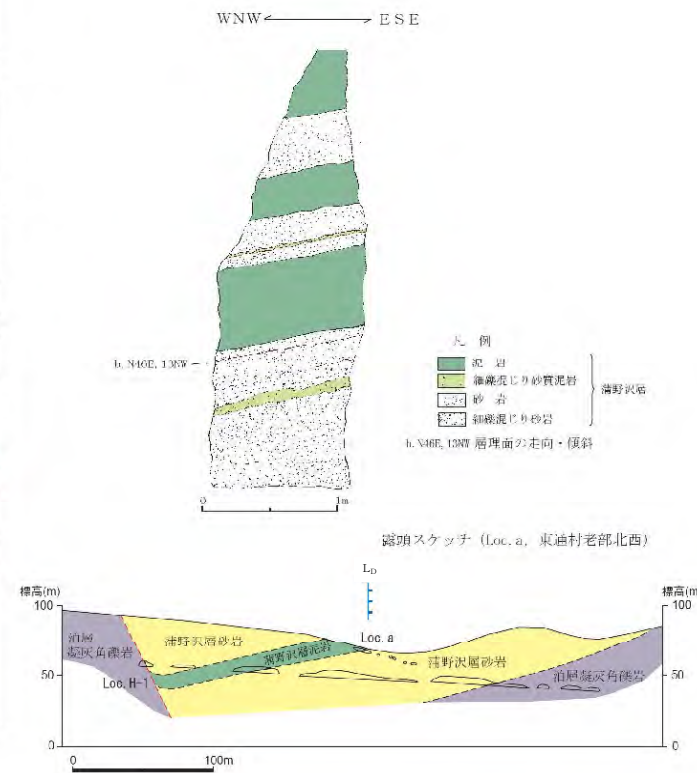 WNW ESE
b. N46E, 13NW
凡 例
泥 岩
細礫混じり砂質泥岩
砂 岩
細礫混じり砂岩
蒲野沢層
b. N46E, 13NW 層理面の走向・傾斜
0 1m
露頭スケッチ (Loc. a, 東通村老部北西)
LD
標高(m) 標高(m)
100 100
泊層
凝灰角礫岩
蒲野沢層砂岩
蒲野沢層泥岩
Loc. a
蒲野沢層砂岩
泊層凝灰角礫岩
50 50
Loc. H-1
0 0
0 100m